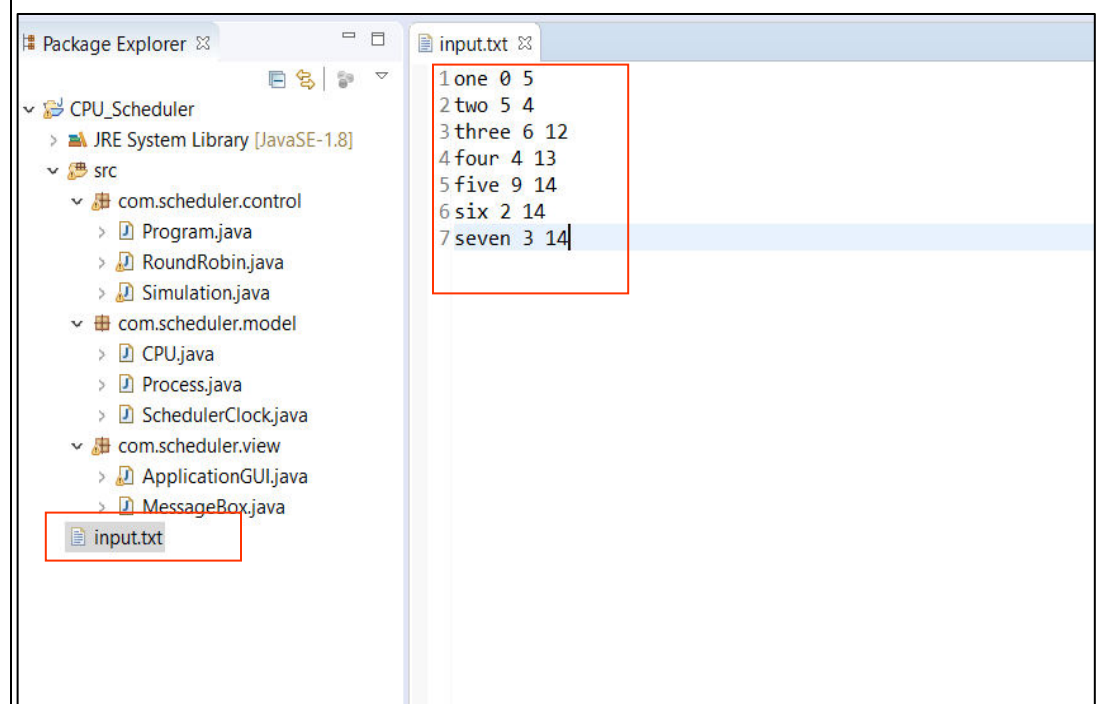 Package Explorer
CPU_Scheduler
JRE System Library [JavaSE-1.8]
src
com.scheduler.control
Program.java
RoundRobin.java
Simulation.java
com.scheduler.model
CPU.java
Process.java
SchedulerClock.java
com.scheduler.view
ApplicationGUI.java
MessageBox.java
input.txt
input.txt
1 one 0 5
2 two 5 4
3 three 6 12
4 four 4 13
5 five 9 14
6 six 2 14
7 seven 3 14